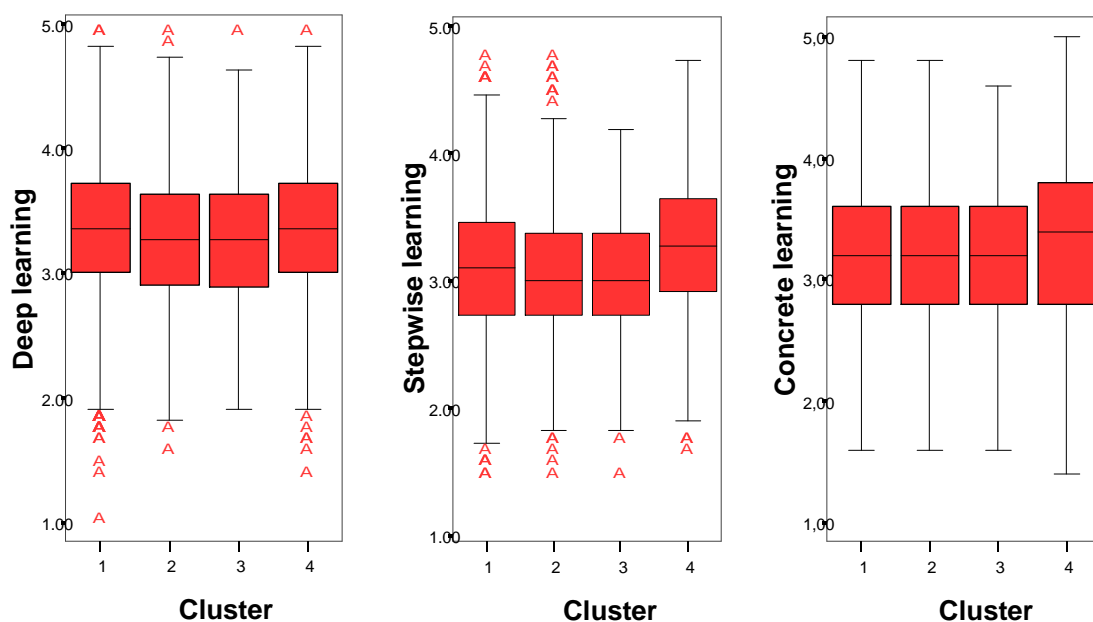 Deep learning
5.00
4.00
3.00
2.00
1.00
A A A A
A A
A
A
A
A
A
A
A
A
A
A
A
A
A
A
1 2 3 4
Cluster
Stepwise learning
5.00
4.00
3.00
2.00
1.00
A A
A A
A A
A
A
A A A
A A A
A A
A A A
1 2 3 4
Cluster
Concrete learning
5,00
4,00
3,00
2,00
1,00
1 2 3 4
Cluster